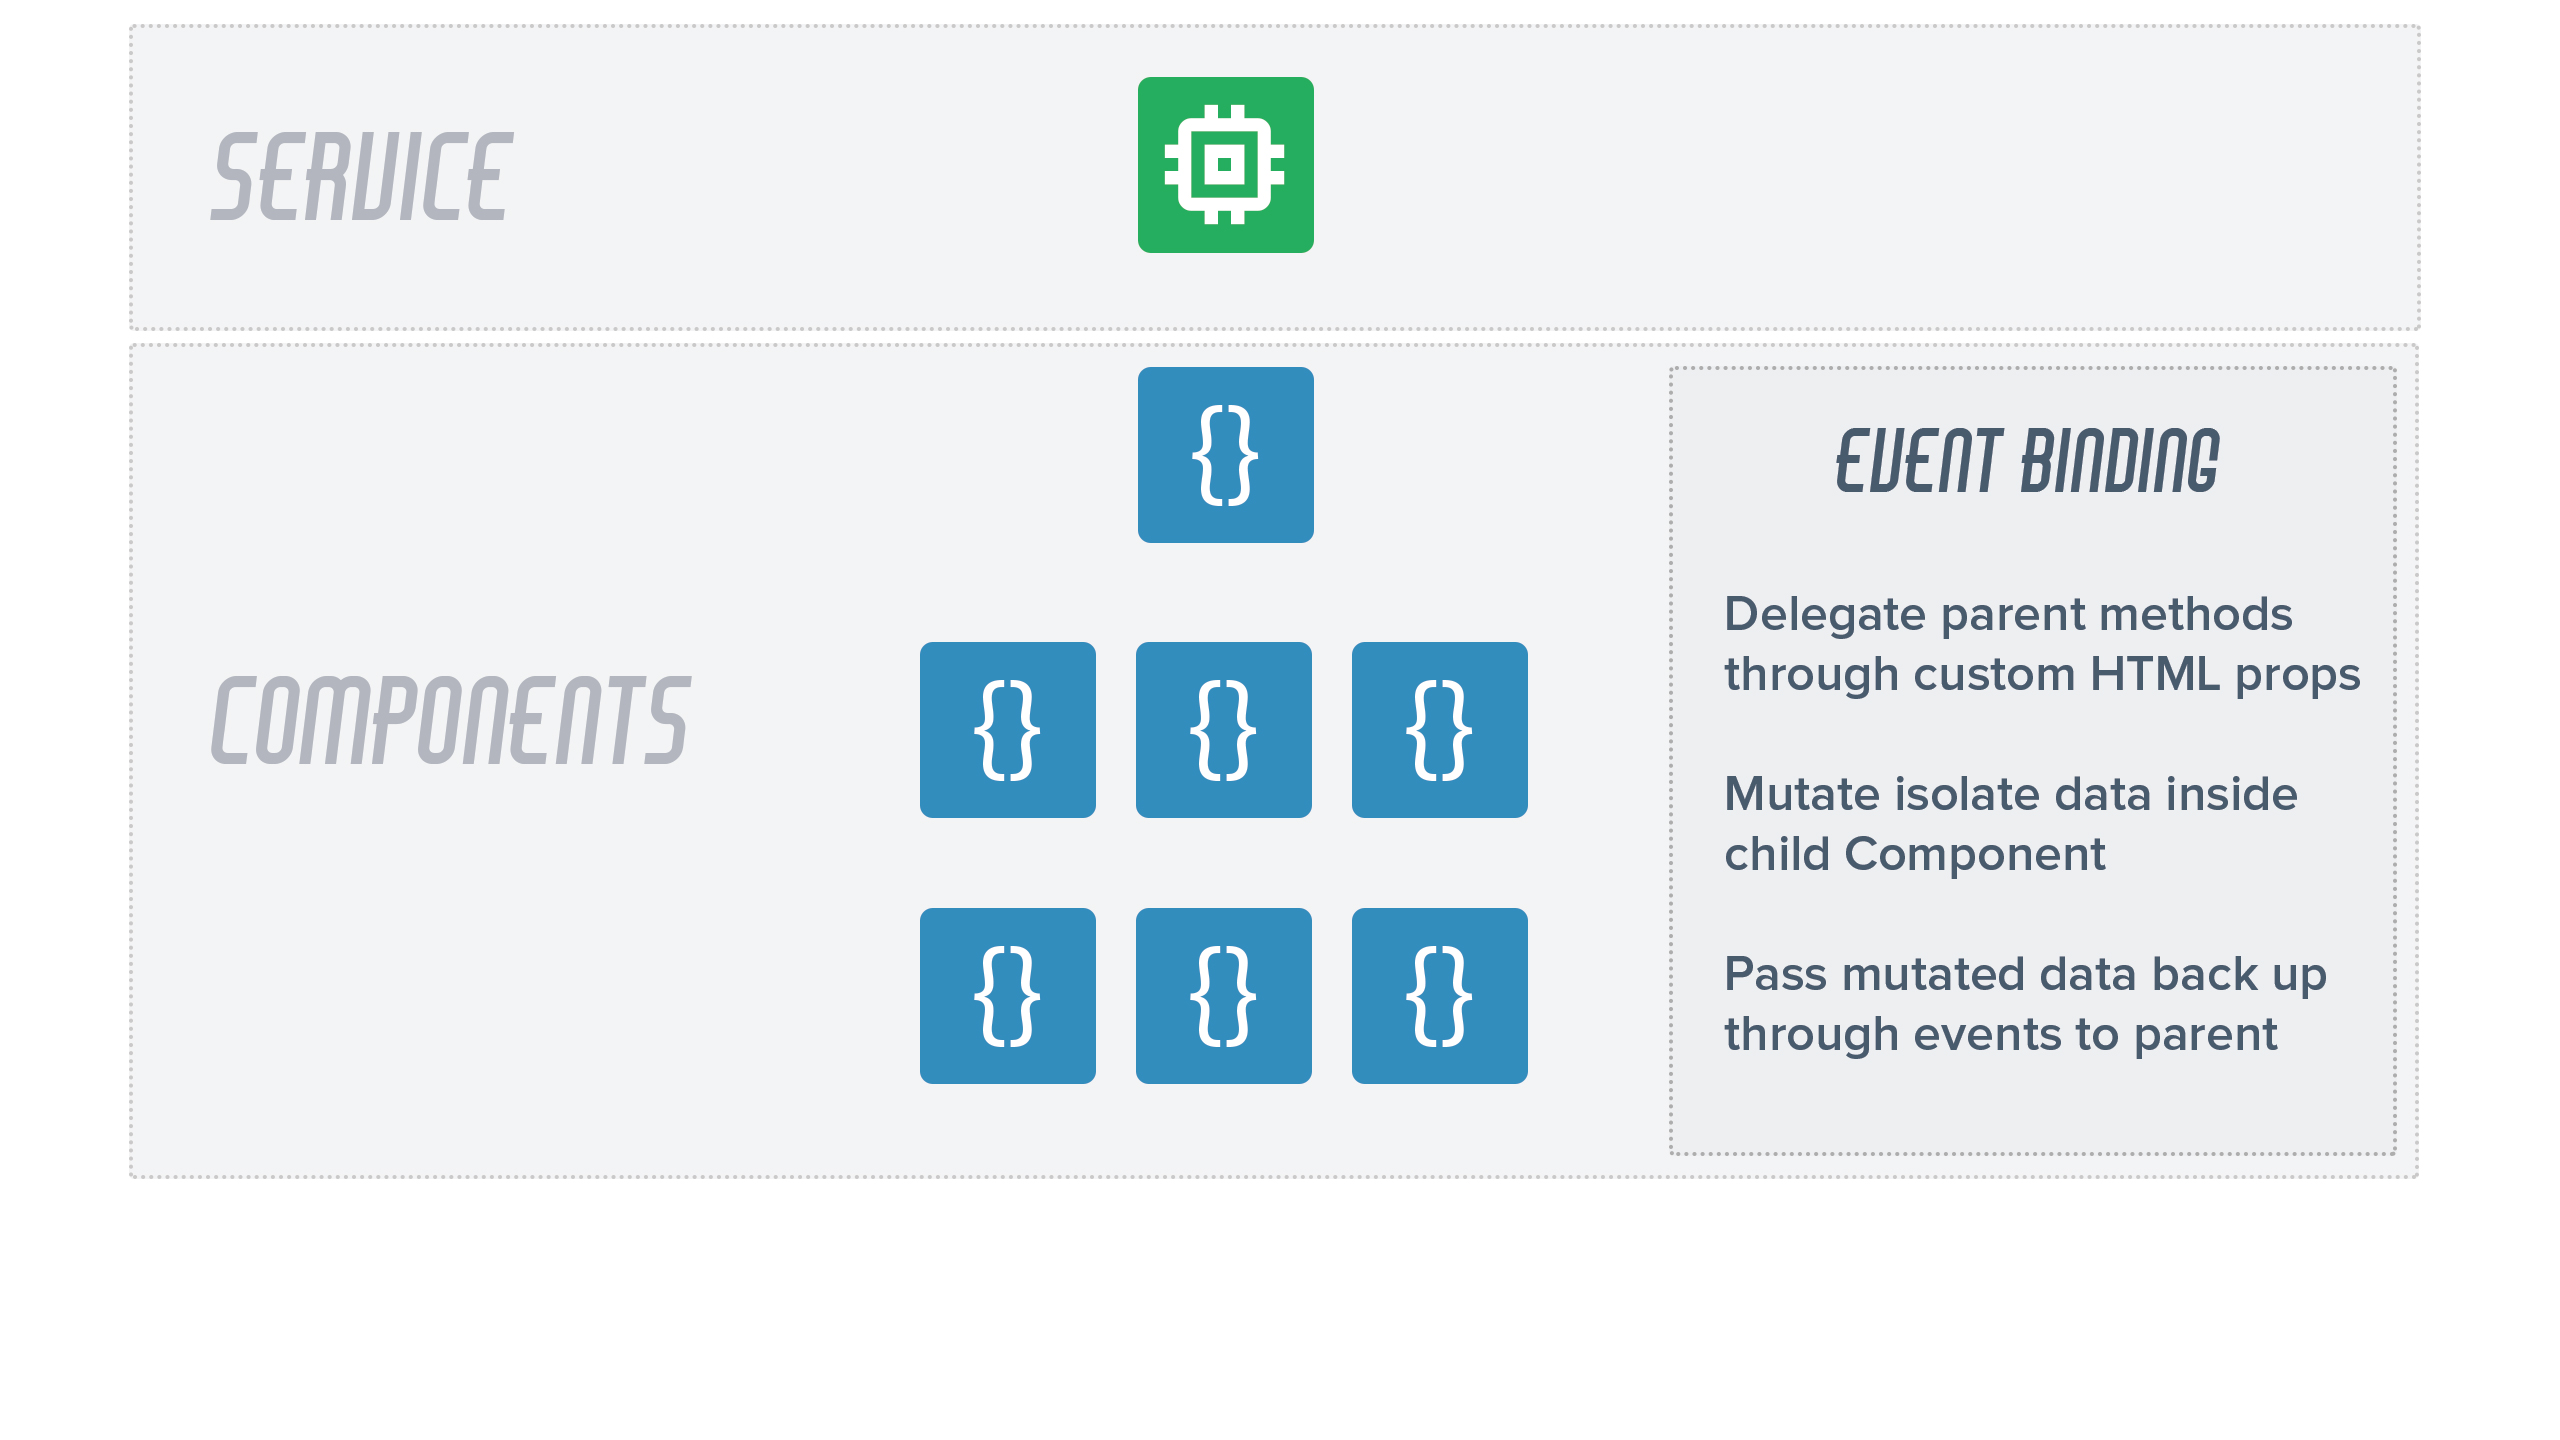 SERVICE
{}
COMPONENTS
{} {} {}
{} {} {}
EVENT BINDING
Delegate parent methods
through custom HTML props
Mutate isolate data inside
child Component
Pass mutated data back up
through events to parent